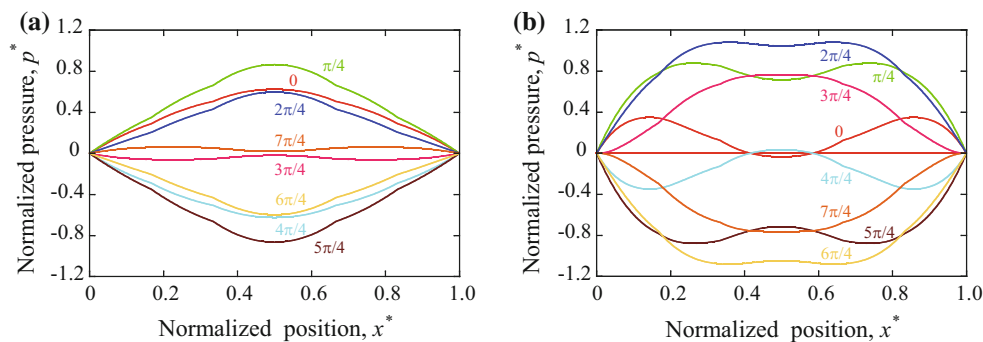 (a)
Normalized pressure, p*
1.2
0.8
0.4
0
-0.4
-0.8
-1.2
π/4
0
2π/4
7π/4
3π/4
6π/4
4π/4
5π/4
0 0.2 0.4 0.6 0.8 1.0
Normalized position, x*
(b)
Normalized pressure, p*
1.2
0.8
0.4
0
-0.4
-0.8
-1.2
2π/4
π/4
3π/4
0
4π/4
7π/4
5π/4
6π/4
0 0.2 0.4 0.6 0.8 1.0
Normalized position, x*